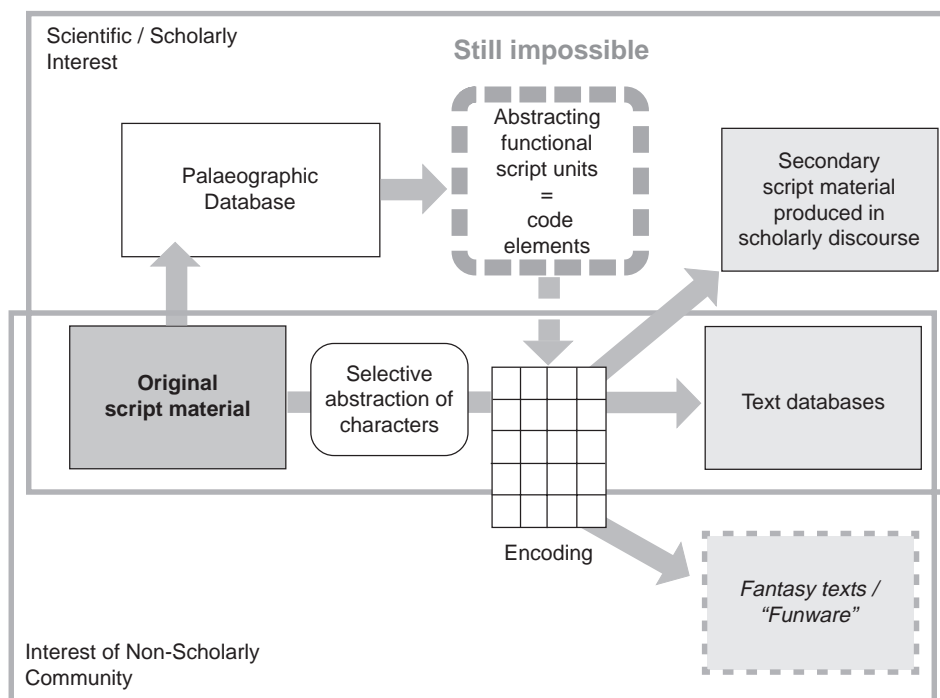 Scientific / Scholarly
Interest
Still impossible
Abstracting
functional
script units
=
code
elements
Palaeographic
Database
Secondary
script material
produced in
scholarly discourse
Original
script material
Selective
abstraction of
characters
Text databases
Encoding
Fantasy texts /
“Funware”
Interest of Non-Scholarly
Community